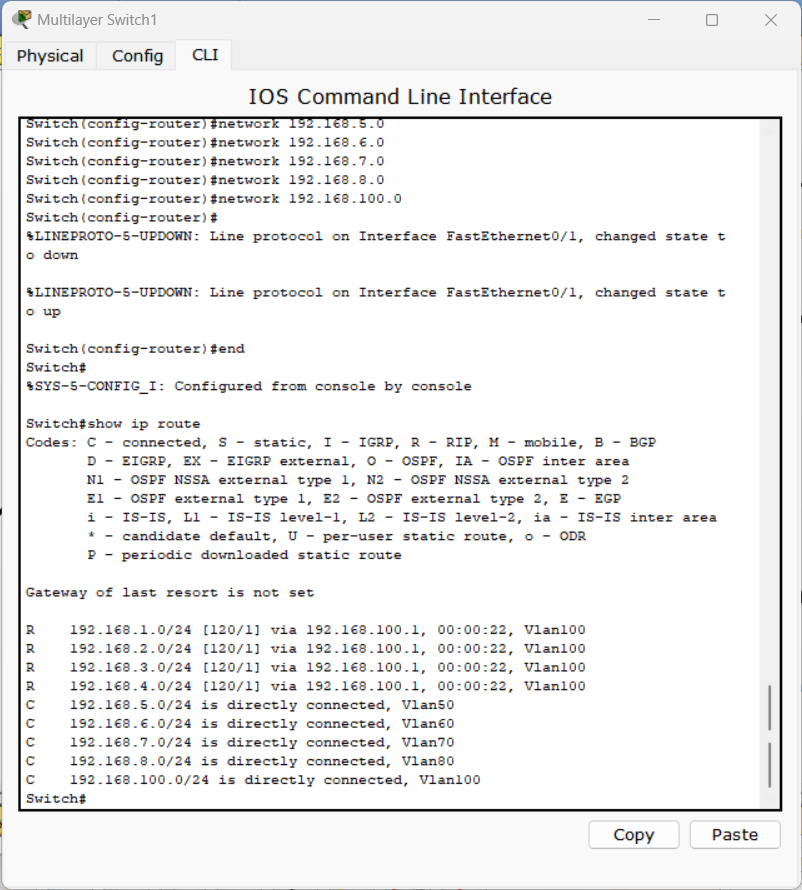 Multilayer Switch1
Physical Config CLI
IOS Command Line Interface
Switch(config-router)#network 192.168.5.0
Switch(config-router)#network 192.168.6.0
Switch(config-router)#network 192.168.7.0
Switch(config-router)#network 192.168.8.0
Switch(config-router)#network 192.168.100.0
Switch(config-router)#
%LINEPROTO-5-UPDOWN: Line protocol on Interface FastEthernet0/1, changed state t
o down
%LINEPROTO-5-UPDOWN: Line protocol on Interface FastEthernet0/1, changed state t
o up
Switch(config-router)#end
Switch#
%SYS-5-CONFIG_I: Configured from console by console
Switch#show ip route
Codes: C - connected, S - static, I - IGRP, R - RIP, M - mobile, B - BGP
D - EIGRP, EX - EIGRP external, O - OSPF, IA - OSPF inter area
N1 - OSPF NSSA external type 1, N2 - OSPF NSSA external type 2
E1 - OSPF external type 1, E2 - OSPF external type 2, E - EGP
i - IS-IS, L1 - IS-IS level-1, L2 - IS-IS level-2, ia - IS-IS inter area
* - candidate default, U - per-user static route, o - ODR
P - periodic downloaded static route
Gateway of last resort is not set
R 192.168.1.0/24 [120/1] via 192.168.100.1, 00:00:22, Vlan100
R 192.168.2.0/24 [120/1] via 192.168.100.1, 00:00:22, Vlan100
R 192.168.3.0/24 [120/1] via 192.168.100.1, 00:00:22, Vlan100
R 192.168.4.0/24 [120/1] via 192.168.100.1, 00:00:22, Vlan100
C 192.168.5.0/24 is directly connected, Vlan50
C 192.168.6.0/24 is directly connected, Vlan60
C 192.168.7.0/24 is directly connected, Vlan70
C 192.168.8.0/24 is directly connected, Vlan80
C 192.168.100.0/24 is directly connected, Vlan100
Switch#
Copy Paste